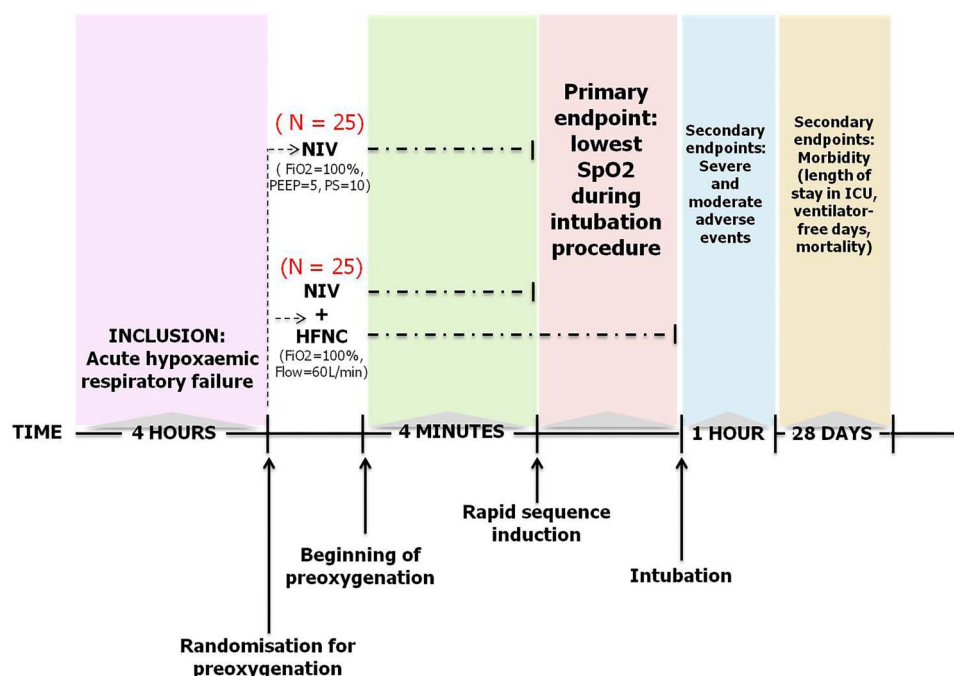 INCLUSION:
Acute hypoxaemic
respiratory failure
( N = 25)
NIV
( FiO2=100%,
PEEP=5, PS=10)
(N = 25)
NIV
+
HFNC
(FiO2=100%,
Flow=60L/min)
Primary
endpoint:
lowest
SpO2
during
intubation
procedure
Secondary
endpoints:
Severe
and
moderate
adverse
events
Secondary
endpoints:
Morbidity
(length of
stay in ICU,
ventilator-
free days,
mortality)
TIME
4 HOURS
4 MINUTES
1 HOUR
28 DAYS
Randomisation for
preoxygenation
Beginning of
preoxygenation
Rapid sequence
induction
Intubation